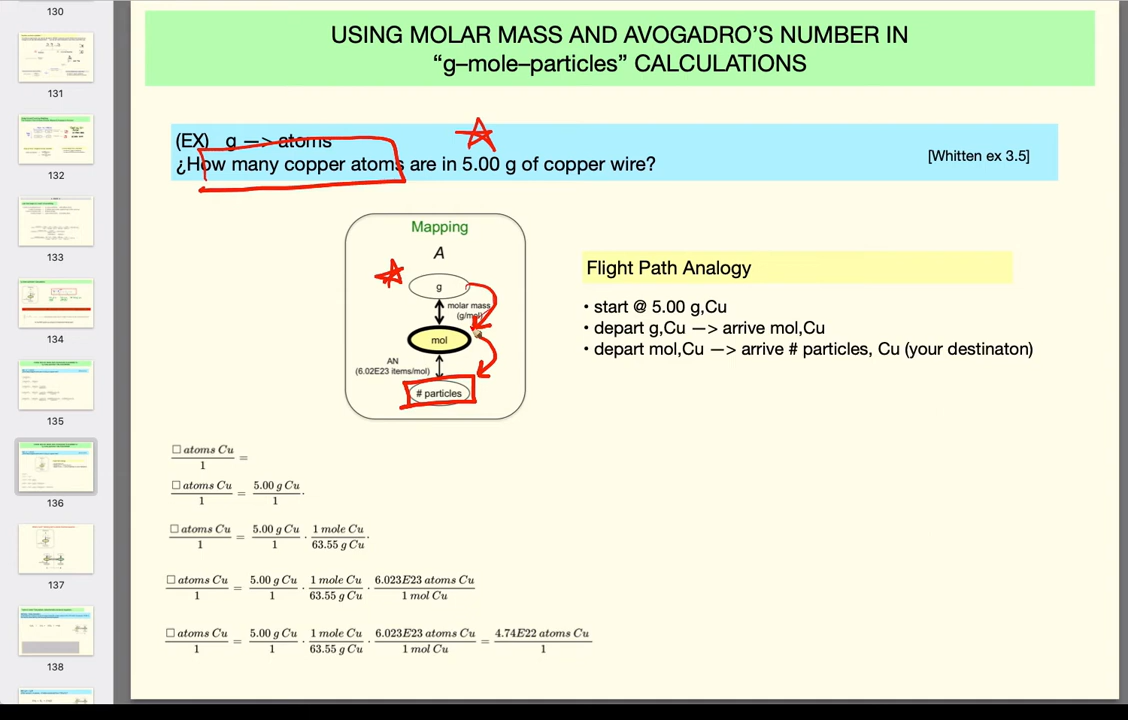 130
131
132
133
134
135
136
137
138
USING MOLAR MASS AND AVOGADRO'S NUMBER IN
“g–mole–particles” CALCULATIONS
(EX) g —> atoms
¿How many copper atoms are in 5.00 g of copper wire?
[Whitten ex 3.5]
Mapping
A
g
molar mass
(g/mol)
mol
AN
(6.02E23 items/mol)
# particles
Flight Path Analogy
• start @ 5.00 g,Cu
• depart g,Cu —> arrive mol,Cu
• depart mol,Cu —> arrive # particles, Cu (your destinaton)
□ atoms Cu / 1 =
□ atoms Cu / 1 = 5.00 g Cu / 1 ·
□ atoms Cu / 1 = 5.00 g Cu / 1 · 1 mole Cu / 63.55 g Cu ·
□ atoms Cu / 1 = 5.00 g Cu / 1 · 1 mole Cu / 63.55 g Cu · 6.023E23 atoms Cu / 1 mol Cu
□ atoms Cu / 1 = 5.00 g Cu / 1 · 1 mole Cu / 63.55 g Cu · 6.023E23 atoms Cu / 1 mol Cu = 4.74E22 atoms Cu / 1